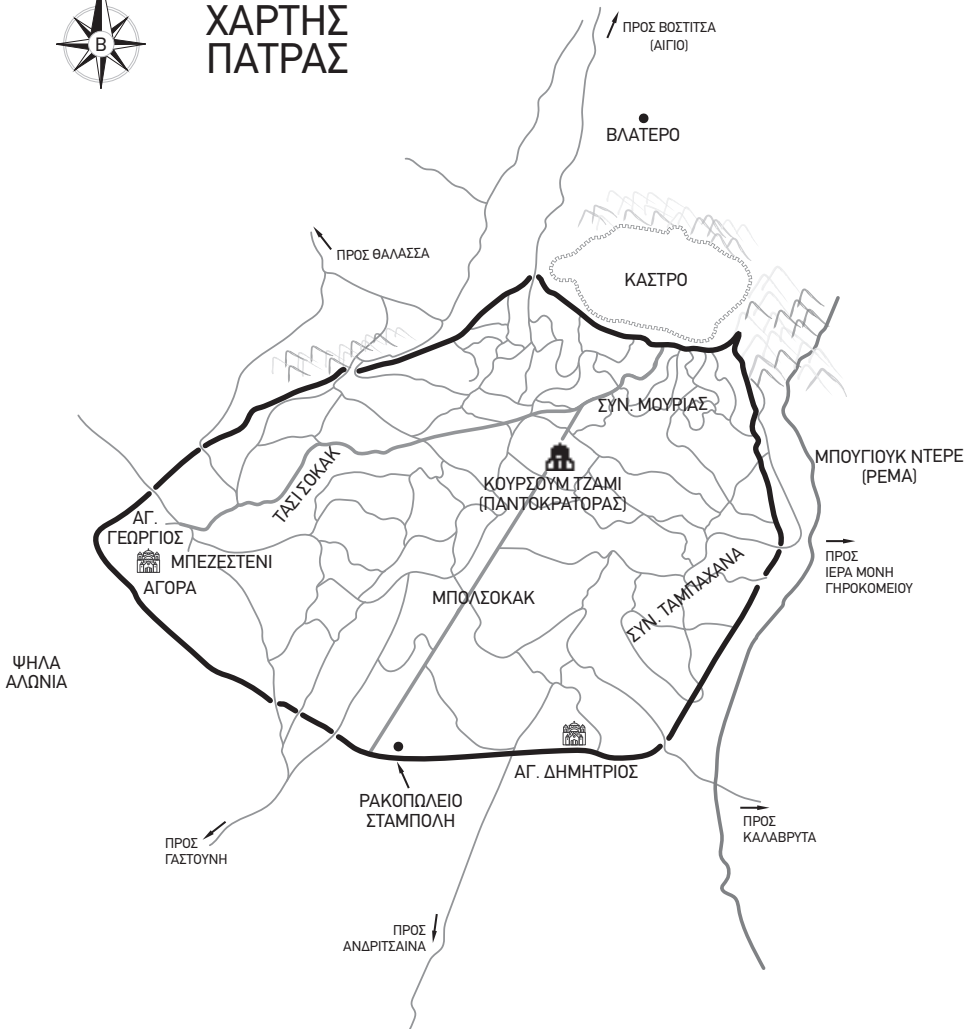 Β
ΧΑΡΤΗΣ
ΠΑΤΡΑΣ
ΠΡΟΣ ΒΟΣΤΙΤΣΑ
(ΑΙΓΙΟ)
ΒΛΑΤΕΡΟ
ΠΡΟΣ ΘΑΛΑΣΣΑ
ΚΑΣΤΡΟ
ΣΥΝ. ΜΟΥΡΙΑΣ
ΜΠΟΥΓΙΟΥΚ ΝΤΕΡΕ
(ΡΕΜΑ)
ΤΑΣΙ ΣΟΚΑΚ
ΚΟΥΡΣΟΥΜ ΤΖΑΜΙ
(ΠΑΝΤΟΚΡΑΤΟΡΑΣ)
ΑΓ.
ΓΕΩΡΓΙΟΣ
ΜΠΕΖΕΣΤΕΝΙ
ΑΓΟΡΑ
ΠΡΟΣ
ΙΕΡΑ ΜΟΝΗ
ΓΗΡΟΚΟΜΕΙΟΥ
ΜΠΟΛΣΟΚΑΚ
ΣΥΝ. ΤΑΜΠΑΧΑΝΑ
ΨΗΛΑ
ΑΛΩΝΙΑ
ΑΓ. ΔΗΜΗΤΡΙΟΣ
ΡΑΚΟΠΩΛΕΙΟ
ΣΤΑΜΠΟΛΗ
ΠΡΟΣ
ΚΑΛΑΒΡΥΤΑ
ΠΡΟΣ
ΓΑΣΤΟΥΝΗ
ΠΡΟΣ
ΑΝΔΡΙΤΣΑΙΝΑ